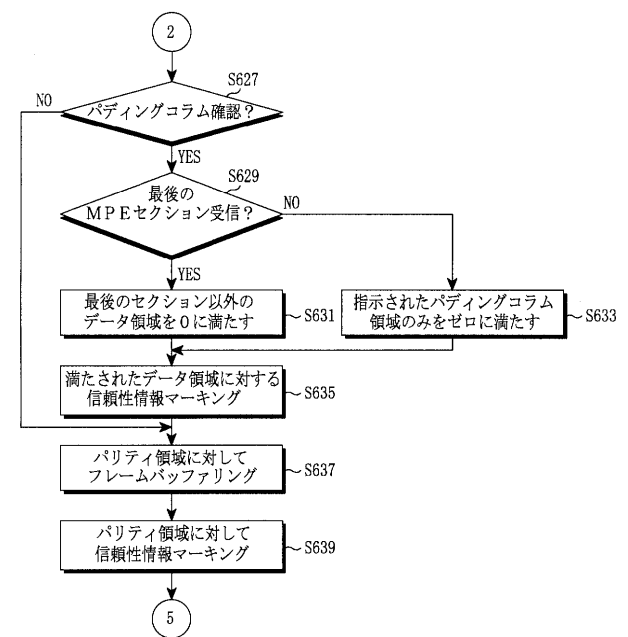 2
S627
NO
パディングコラム確認？
YES
S629
最後の
ＭＰＥセクション受信？
NO
YES
最後のセクション以外の
データ領域を０に満たす
S631
指示されたパディングコラム
領域のみをゼロに満たす
S633
満たされたデータ領域に対する
信頼性情報マーキング
S635
パリティ領域に対して
フレームバッファリング
S637
パリティ領域に対して
信頼性情報マーキング
S639
5